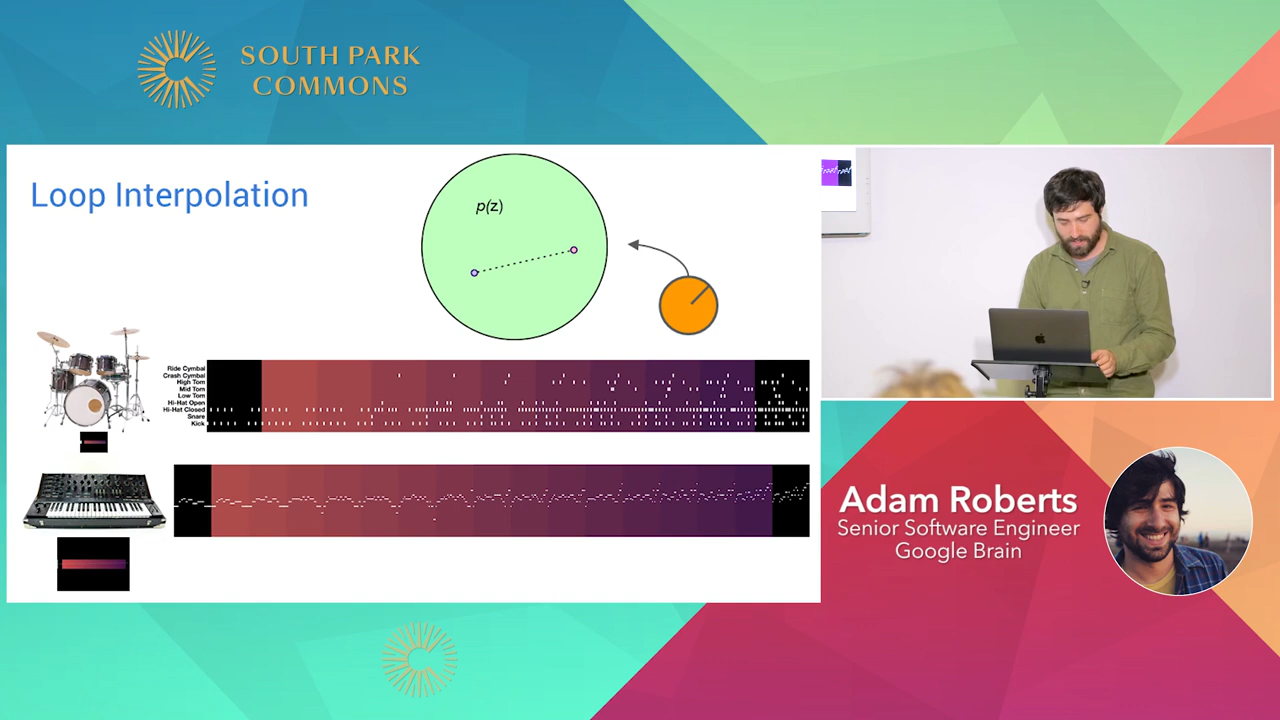 SOUTH PARK
COMMONS
Loop Interpolation
p(z)
Ride Cymbal
Crash Cymbal
High Tom
Mid Tom
Low Tom
Hi-Hat Open
Hi-Hat Closed
Snare
Kick
Adam Roberts
Senior Software Engineer
Google Brain